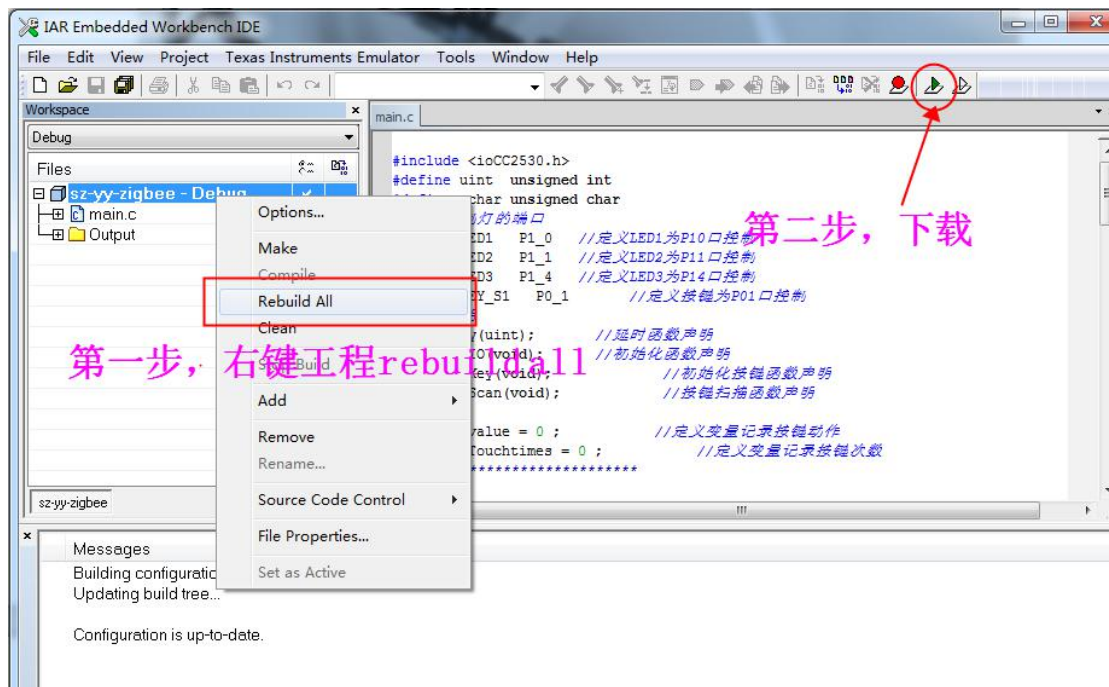 IAR Embedded Workbench IDE
File Edit View Project Texas Instruments Emulator Tools Window Help
Workspace
main.c
Debug
Files
sz-yy-zigbee - Debug
main.c
Output
sz-yy-zigbee
Options...
Make
Compile
Rebuild All
Clean
Build
Add
Remove
Rename...
Source Code Control
File Properties...
Set as Active
#include <ioCC2530.h>
#define uint unsigned int
char unsigned char
灯的端口
ED1 P1_0 //定义LED1为P10口控制
ED2 P1_1 //定义LED2为P11口控制
ED3 P1_4 //定义LED3为P14口控制
EY_S1 P0_1 //定义按键为P01口控制
(uint); //延时函数声明
IO(void); //初始化函数声明
Key(void); //初始化按键函数声明
Scan(void); //按键扫描函数声明
value = 0 ; //定义变量记录按键动作
Touchtimes = 0 ; //定义变量记录按键次数
********************
第二步，下载
第一步，右键工程rebuildall
Messages
Building configuratio
Updating build tree...
Configuration is up-to-date.